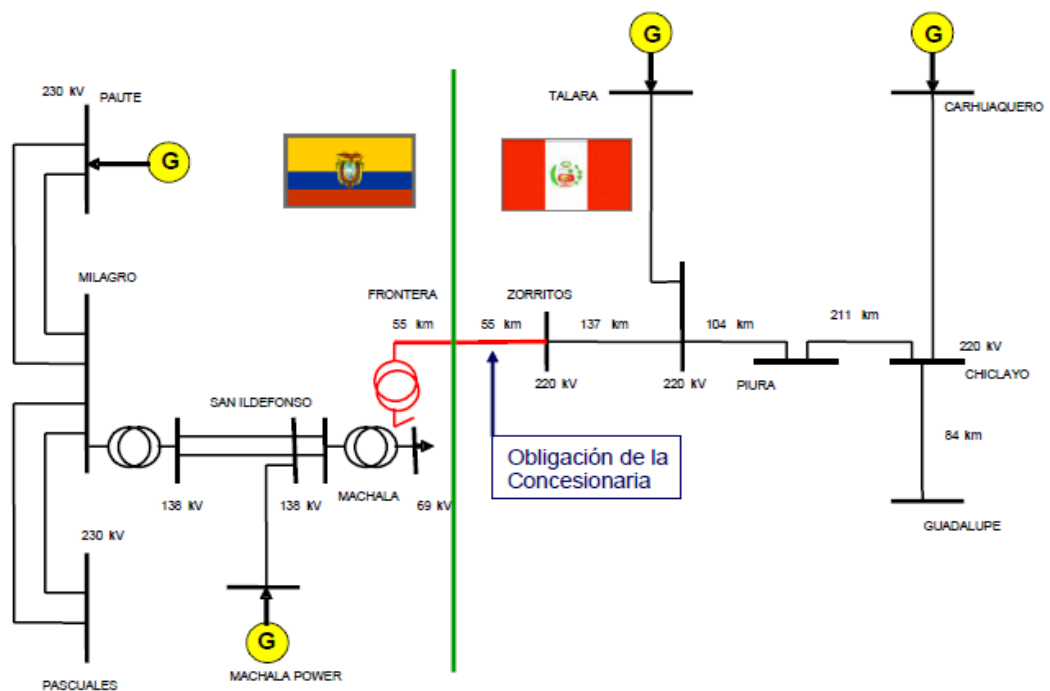 G
G
TALARA
CARHUAQUERO
230 kV
PAUTE
G
MILAGRO
FRONTERA
ZORRITOS
55 km
55 km
137 km
104 km
211 km
220 kV
CHICLAYO
220 kV
220 kV
PIURA
SAN ILDEFONSO
84 km
Obligación de la
Concesionaria
MACHALA
138 kV
138 kV
69 kV
GUADALUPE
230 kV
G
MACHALA POWER
PASCUALES